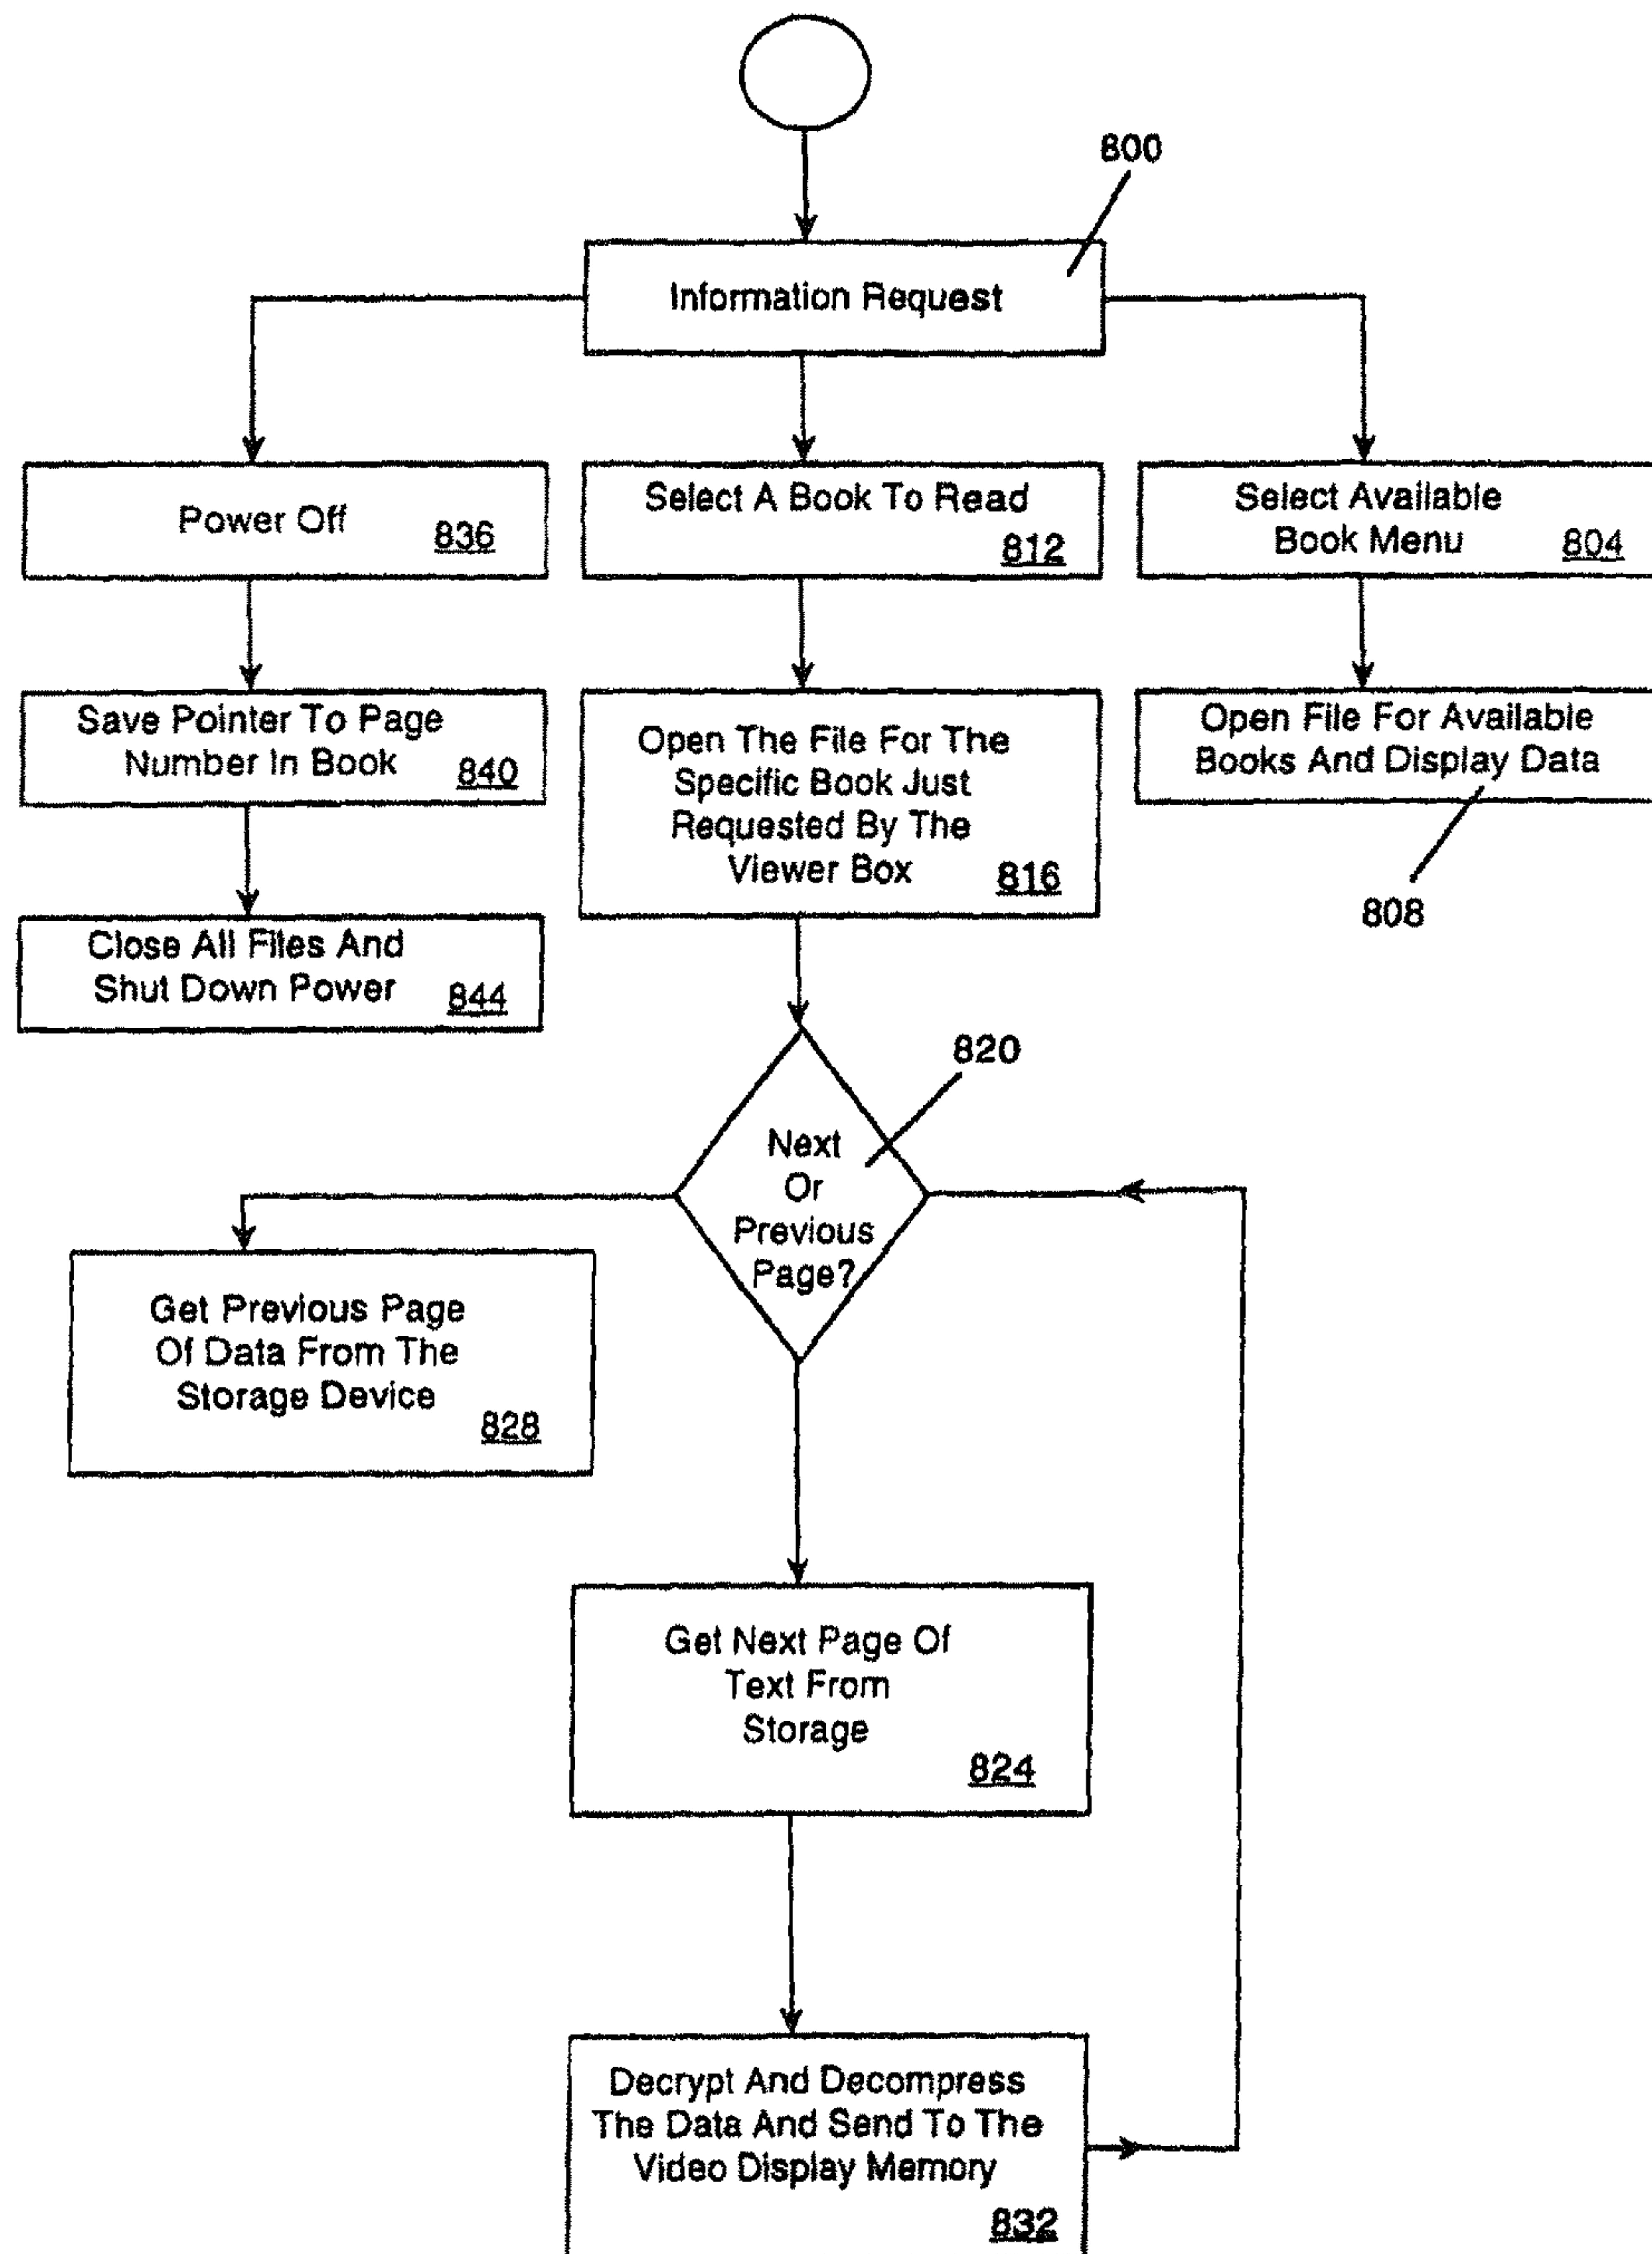 800
Information Request
Power Off
836
Select A Book To Read
812
Select Available
Book Menu
804
Save Pointer To Page
Number In Book
840
Open The File For The
Specific Book Just
Requested By The
Viewer Box
816
Open File For Available
Books And Display Data
808
Close All Files And
Shut Down Power
844
820
Next
Or
Previous
Page?
Get Previous Page
Of Data From The
Storage Device
828
Get Next Page Of
Text From
Storage
824
Decrypt And Decompress
The Data And Send To The
Video Display Memory
832